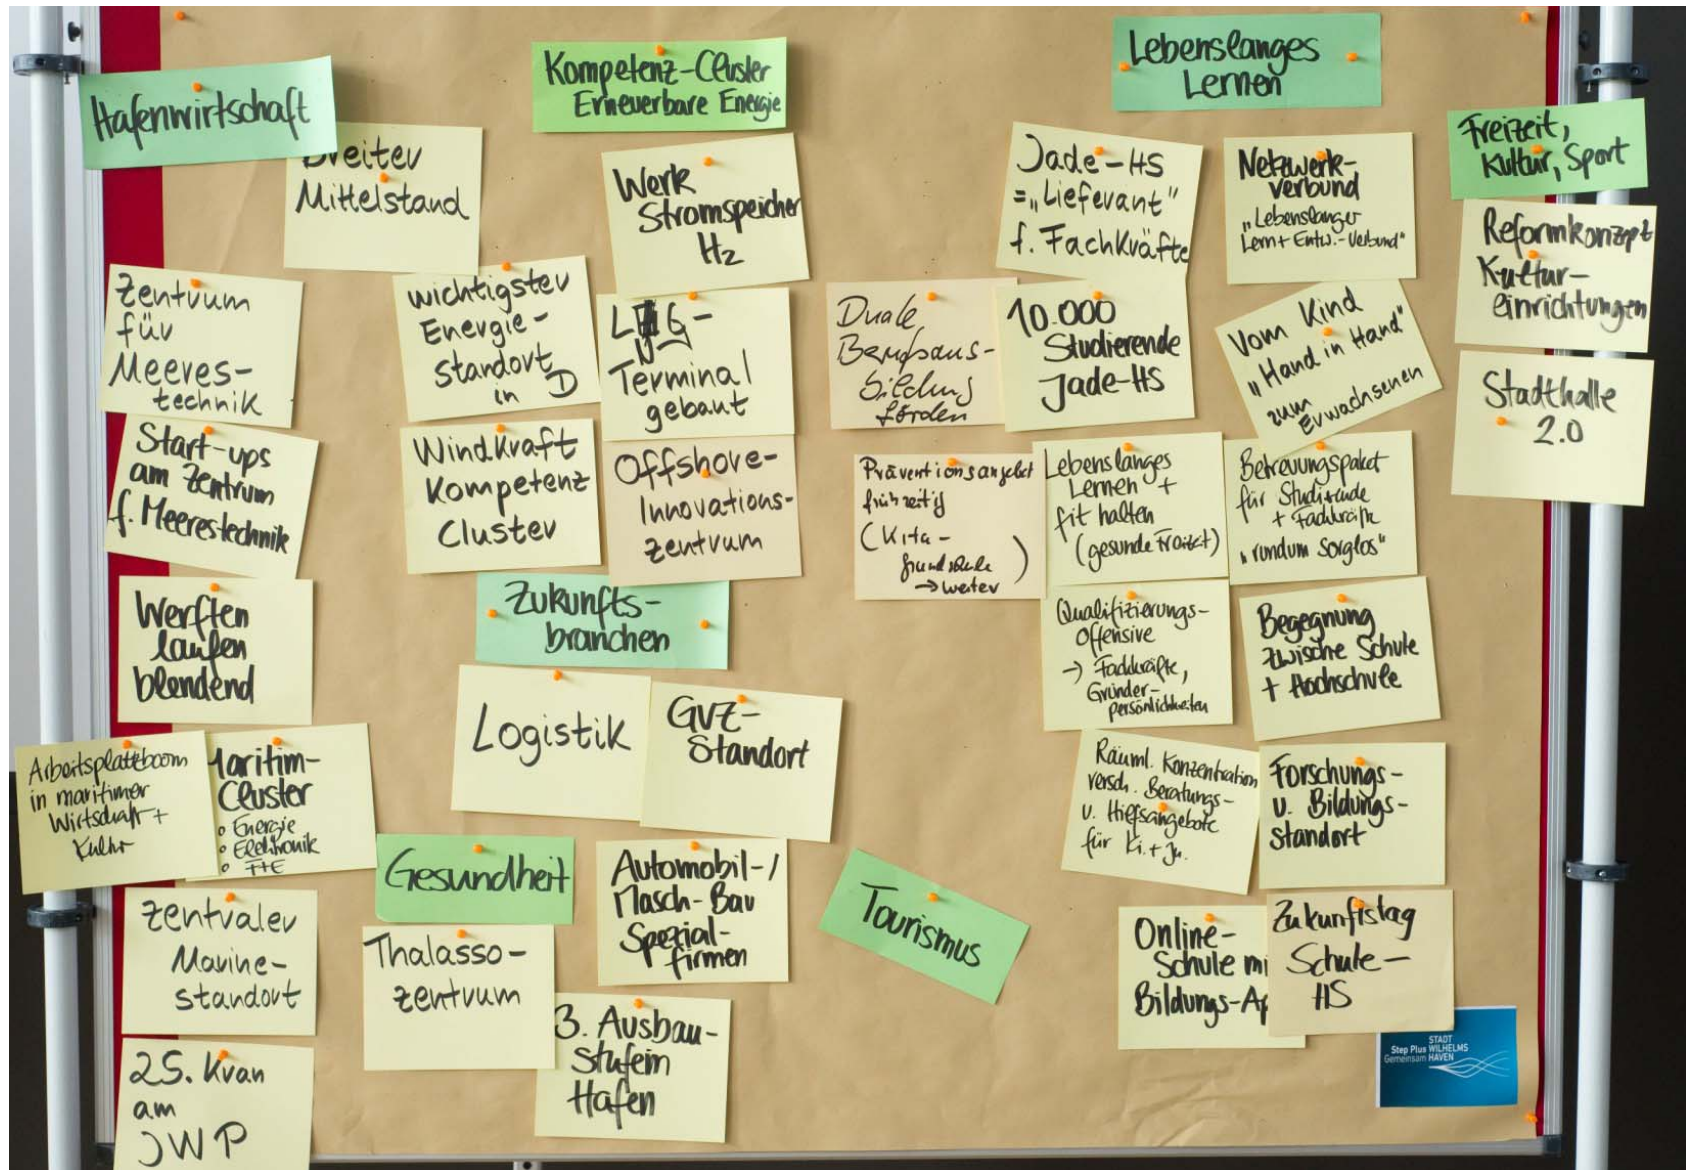 Hafenwirtschaft
Breiter
Mittelstand
Zentrum
für
Meeres-
technik
Start-ups
am Zentrum
f. Meerestechnik
Werften
laufen
blendend
Arbeitsplatzboom
in maritimer
Wirtschaft +
Kultur
Maritim-
Cluster
• Energie
• Elektronik
Zentraler
Marine-
standort
25. Kran
am
JWP
Kompetenz-Cluster
Erneuerbare Energie
Werk
Stromspeicher
H2
wichtigster
Energie-
standort
in D
LNG-
Terminal
gebaut
Windkraft
Kompetenz
Cluster
Offshore-
Innovations-
zentrum
Zukunfts-
branchen
Logistik
GVZ-
Standort
Automobil-/
Masch-Bau
Spezial-
firmen
3. Ausbau-
stufe im
Hafen
Gesundheit
Thalasso-
zentrum
Tourismus
Lebenslanges
Lernen
Jade-HS
= „Lieferant"
f. Fachkräfte
Netzwerk-
verbund
„Lebenslanger
Lern + Entw.-Verbund"
Duale
Berufsaus-
bildung
fördern
10.000
Studierende
Jade-HS
Vom Kind
„Hand in Hand"
zum
Erwachsenen
Präventionsangebot
frühzeitig
(Kita-
Grundschule
→ weiter)
Lebenslanges
Lernen +
fit halten
(gesunde Freizeit)
Betreuungspaket
für Studierende
+ Fachkräfte
„rundum Sorglos"
Qualifizierungs-
offensive
→ Fachkräfte,
Gründer-
persönlichkeiten
Begegnung
zwische Schule
+ Hochschule
Räuml. Konzentration
versch. Beratungs-
u. Hilfsangebote
für Ki. + Ju.
Forschungs-
u. Bildungs-
standort
Online-
Schule mi
Bildungs-Ap
Zukunftstag
Schule-
HS
Freizeit,
Kultur, Sport
Reformkonzept
Kultur-
einrichtungen
Stadthalle
2.0
STADT
Step Plus WILHELMS
Gemeinsam HAVEN